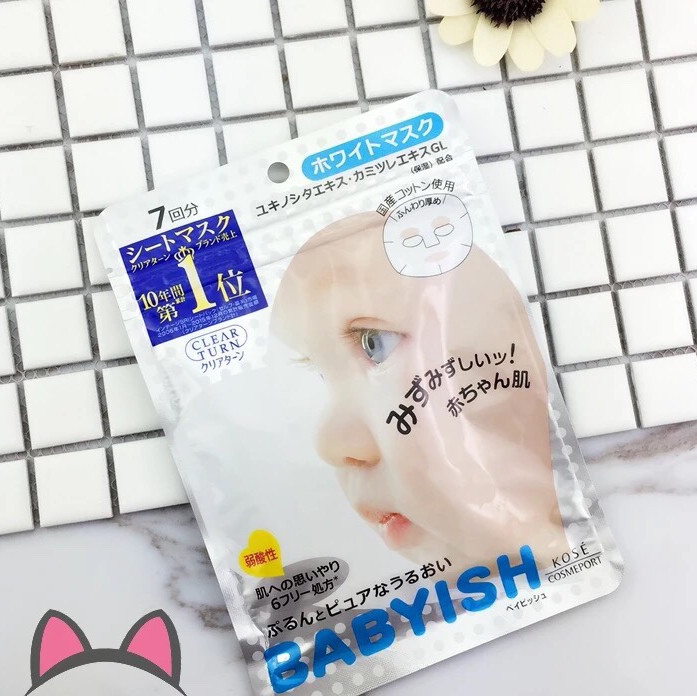 ホワイトマスク
ユキノシタエキス・カミツレエキスGL
(保湿)配合
7回分
国産コットン使用
ふんわり厚め
シートマスク
クリアターン ブランド売上
10年間
第1位
CLEAR
TURN
クリアターン
みずみずしいッ!
赤ちゃん肌
弱酸性
肌への思いやり
6フリー処方*
ぷるんとピュアなうるおい
BABYISH
ベイビッシュ
KOSÉ
COSMEPORT